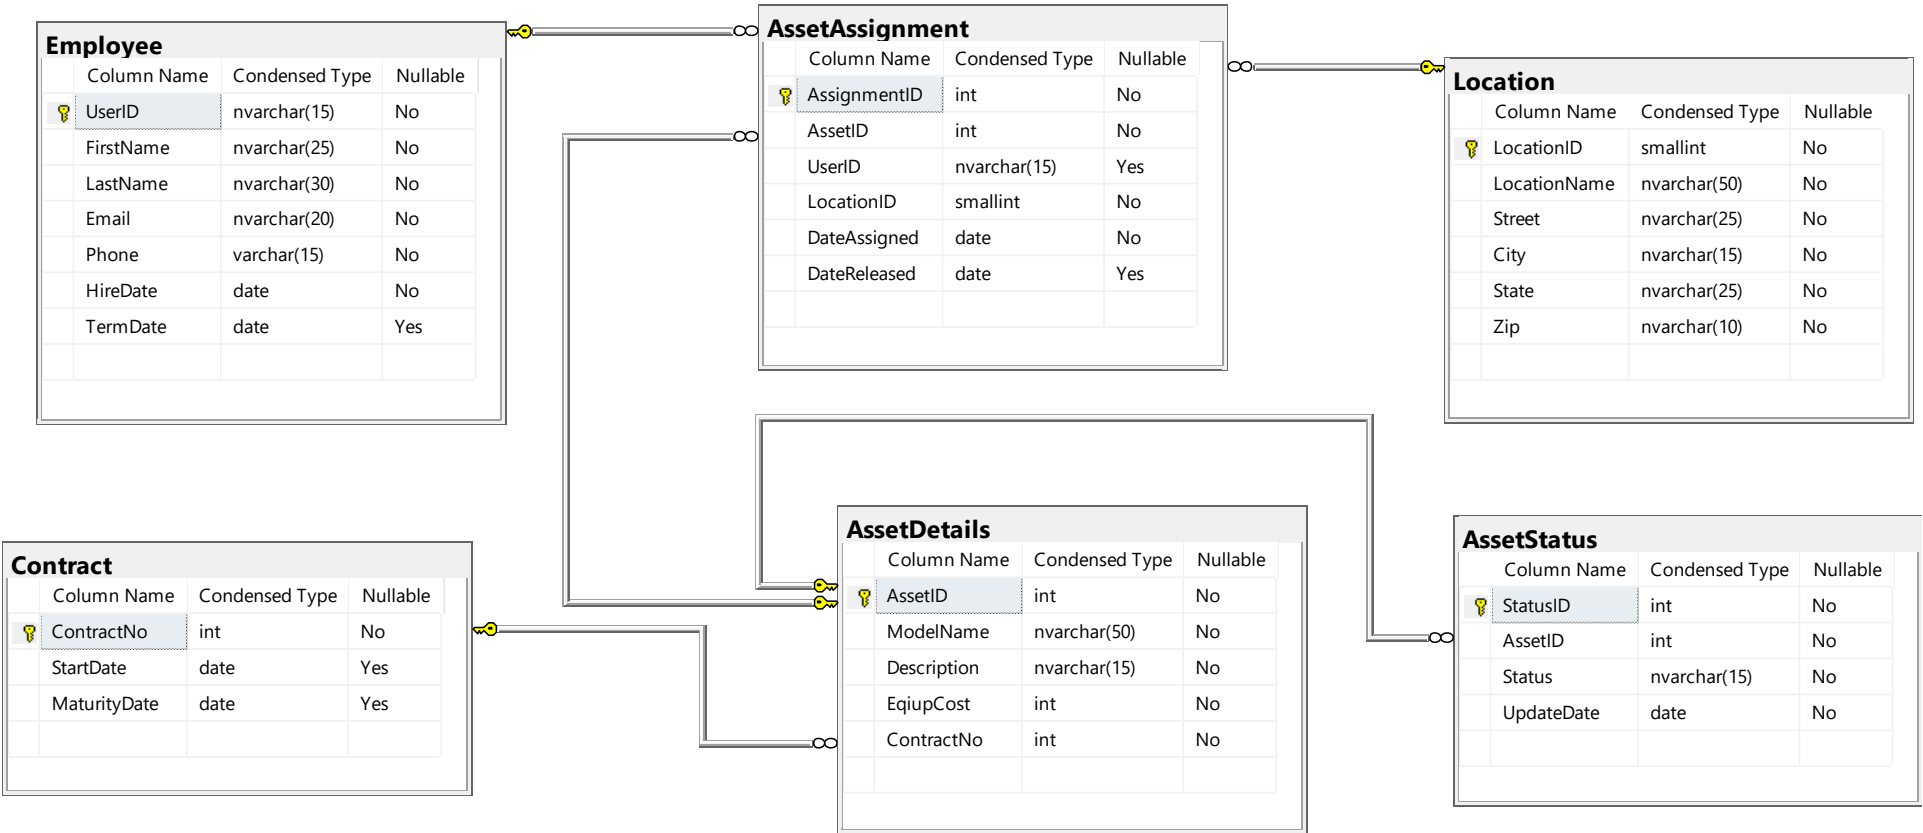 Employee
Column Name Condensed Type Nullable
UserID nvarchar(15) No
FirstName nvarchar(25) No
LastName nvarchar(30) No
Email nvarchar(20) No
Phone varchar(15) No
HireDate date No
TermDate date Yes
AssetAssignment
Column Name Condensed Type Nullable
AssignmentID int No
AssetID int No
UserID nvarchar(15) Yes
LocationID smallint No
DateAssigned date No
DateReleased date Yes
Location
Column Name Condensed Type Nullable
LocationID smallint No
LocationName nvarchar(50) No
Street nvarchar(25) No
City nvarchar(15) No
State nvarchar(25) No
Zip nvarchar(10) No
Contract
Column Name Condensed Type Nullable
ContractNo int No
StartDate date Yes
MaturityDate date Yes
AssetDetails
Column Name Condensed Type Nullable
AssetID int No
ModelName nvarchar(50) No
Description nvarchar(15) No
EqiupCost int No
ContractNo int No
AssetStatus
Column Name Condensed Type Nullable
StatusID int No
AssetID int No
Status nvarchar(15) No
UpdateDate date No